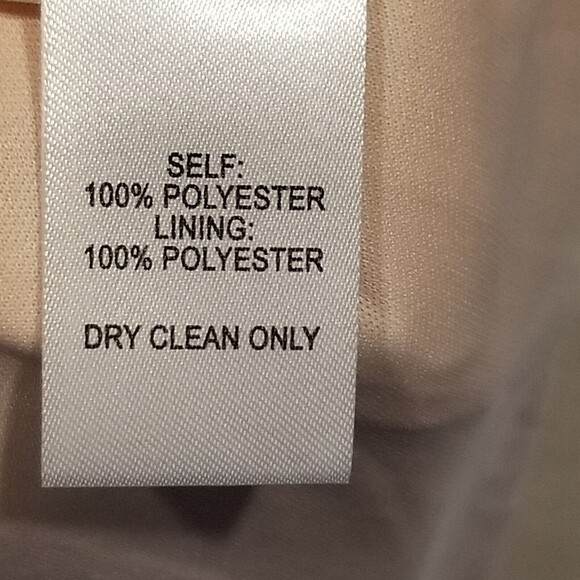 SELF:
100% POLYESTER
LINING:
100% POLYESTER
DRY CLEAN ONLY